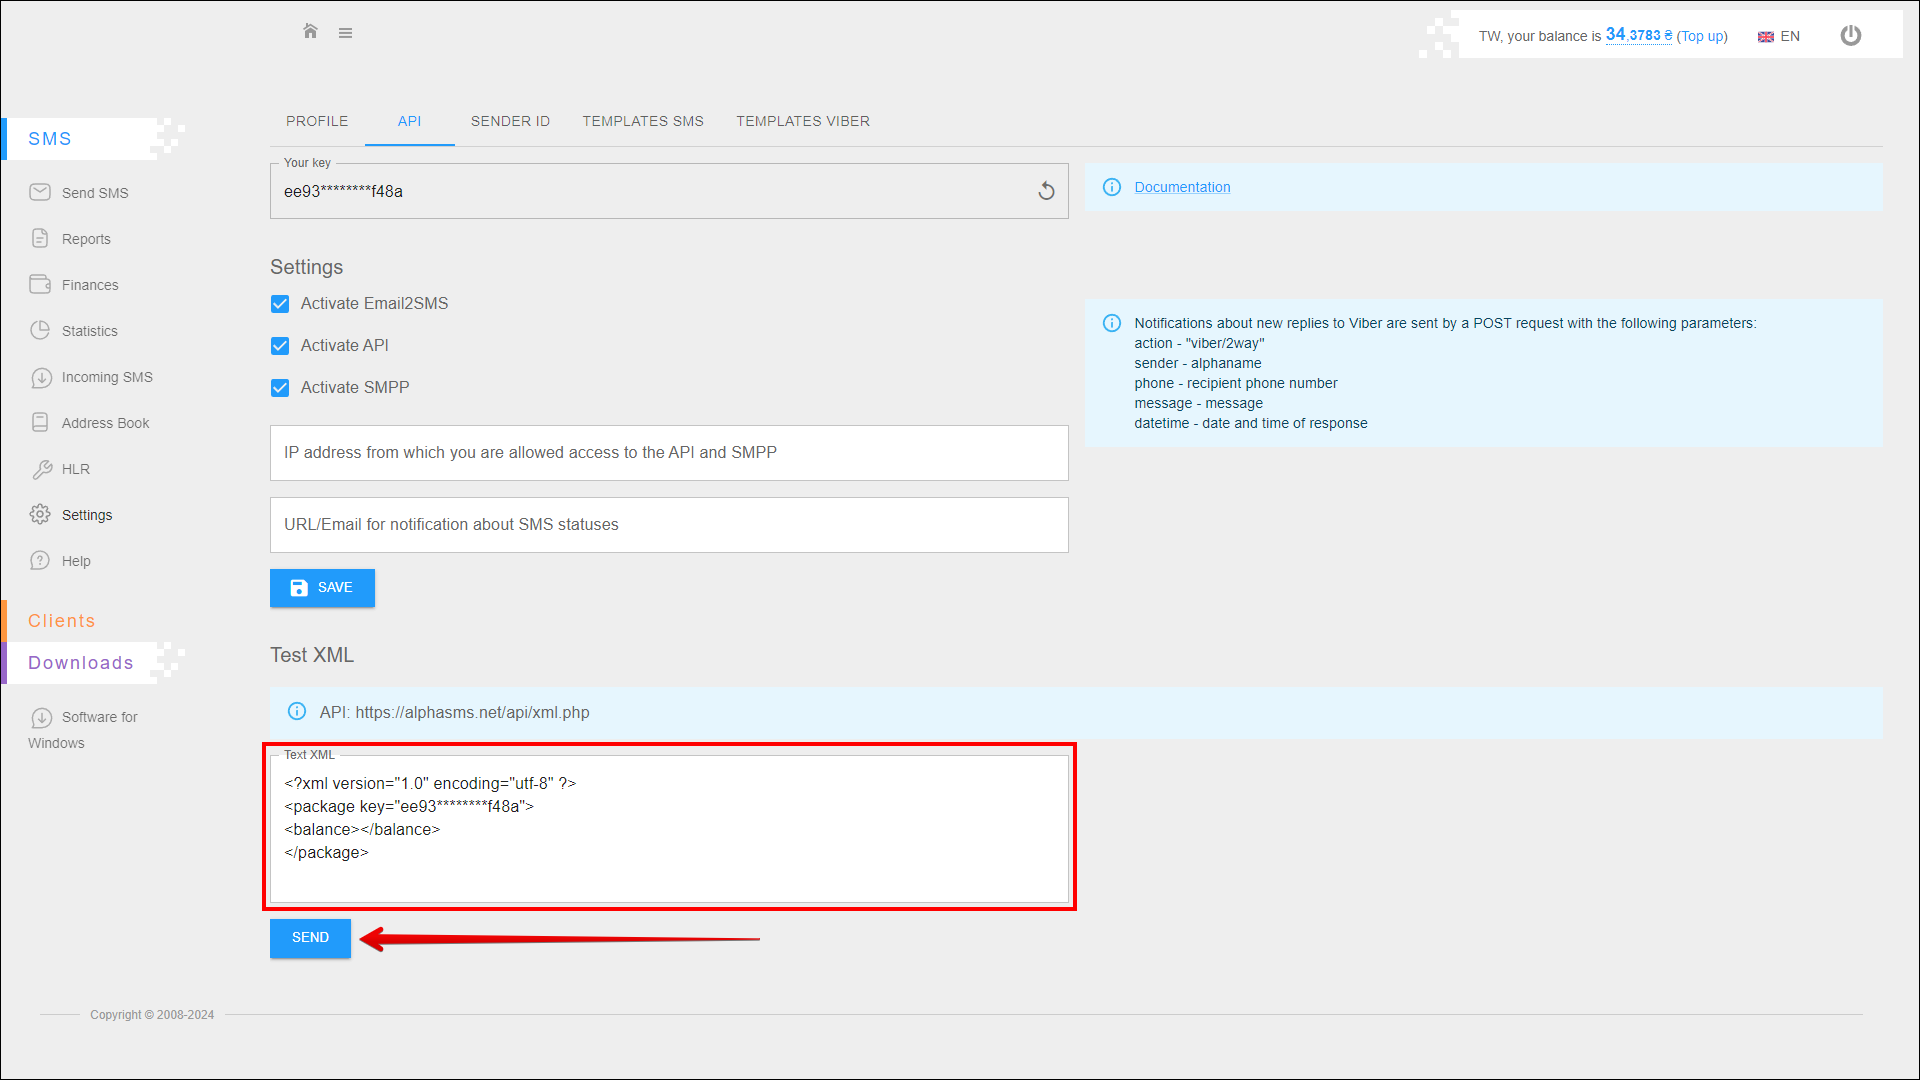 TW, your balance is 34,3783 ₴ (Top up)
EN
SMS
Send SMS
Reports
Finances
Statistics
Incoming SMS
Address Book
HLR
Settings
Help
Clients
Downloads
Software for
Windows
PROFILE
API
SENDER ID
TEMPLATES SMS
TEMPLATES VIBER
Your key
ee93********f48a
Documentation
Settings
Activate Email2SMS
Activate API
Activate SMPP
Notifications about new replies to Viber are sent by a POST request with the following parameters:
action - "viber/2way"
sender - alphaname
phone - recipient phone number
message - message
datetime - date and time of response
IP address from which you are allowed access to the API and SMPP
URL/Email for notification about SMS statuses
SAVE
Test XML
API: https://alphasms.net/api/xml.php
Text XML
<?xml version="1.0" encoding="utf-8" ?>
<package key="ee93********f48a">
<balance></balance>
</package>
SEND
Copyright © 2008-2024